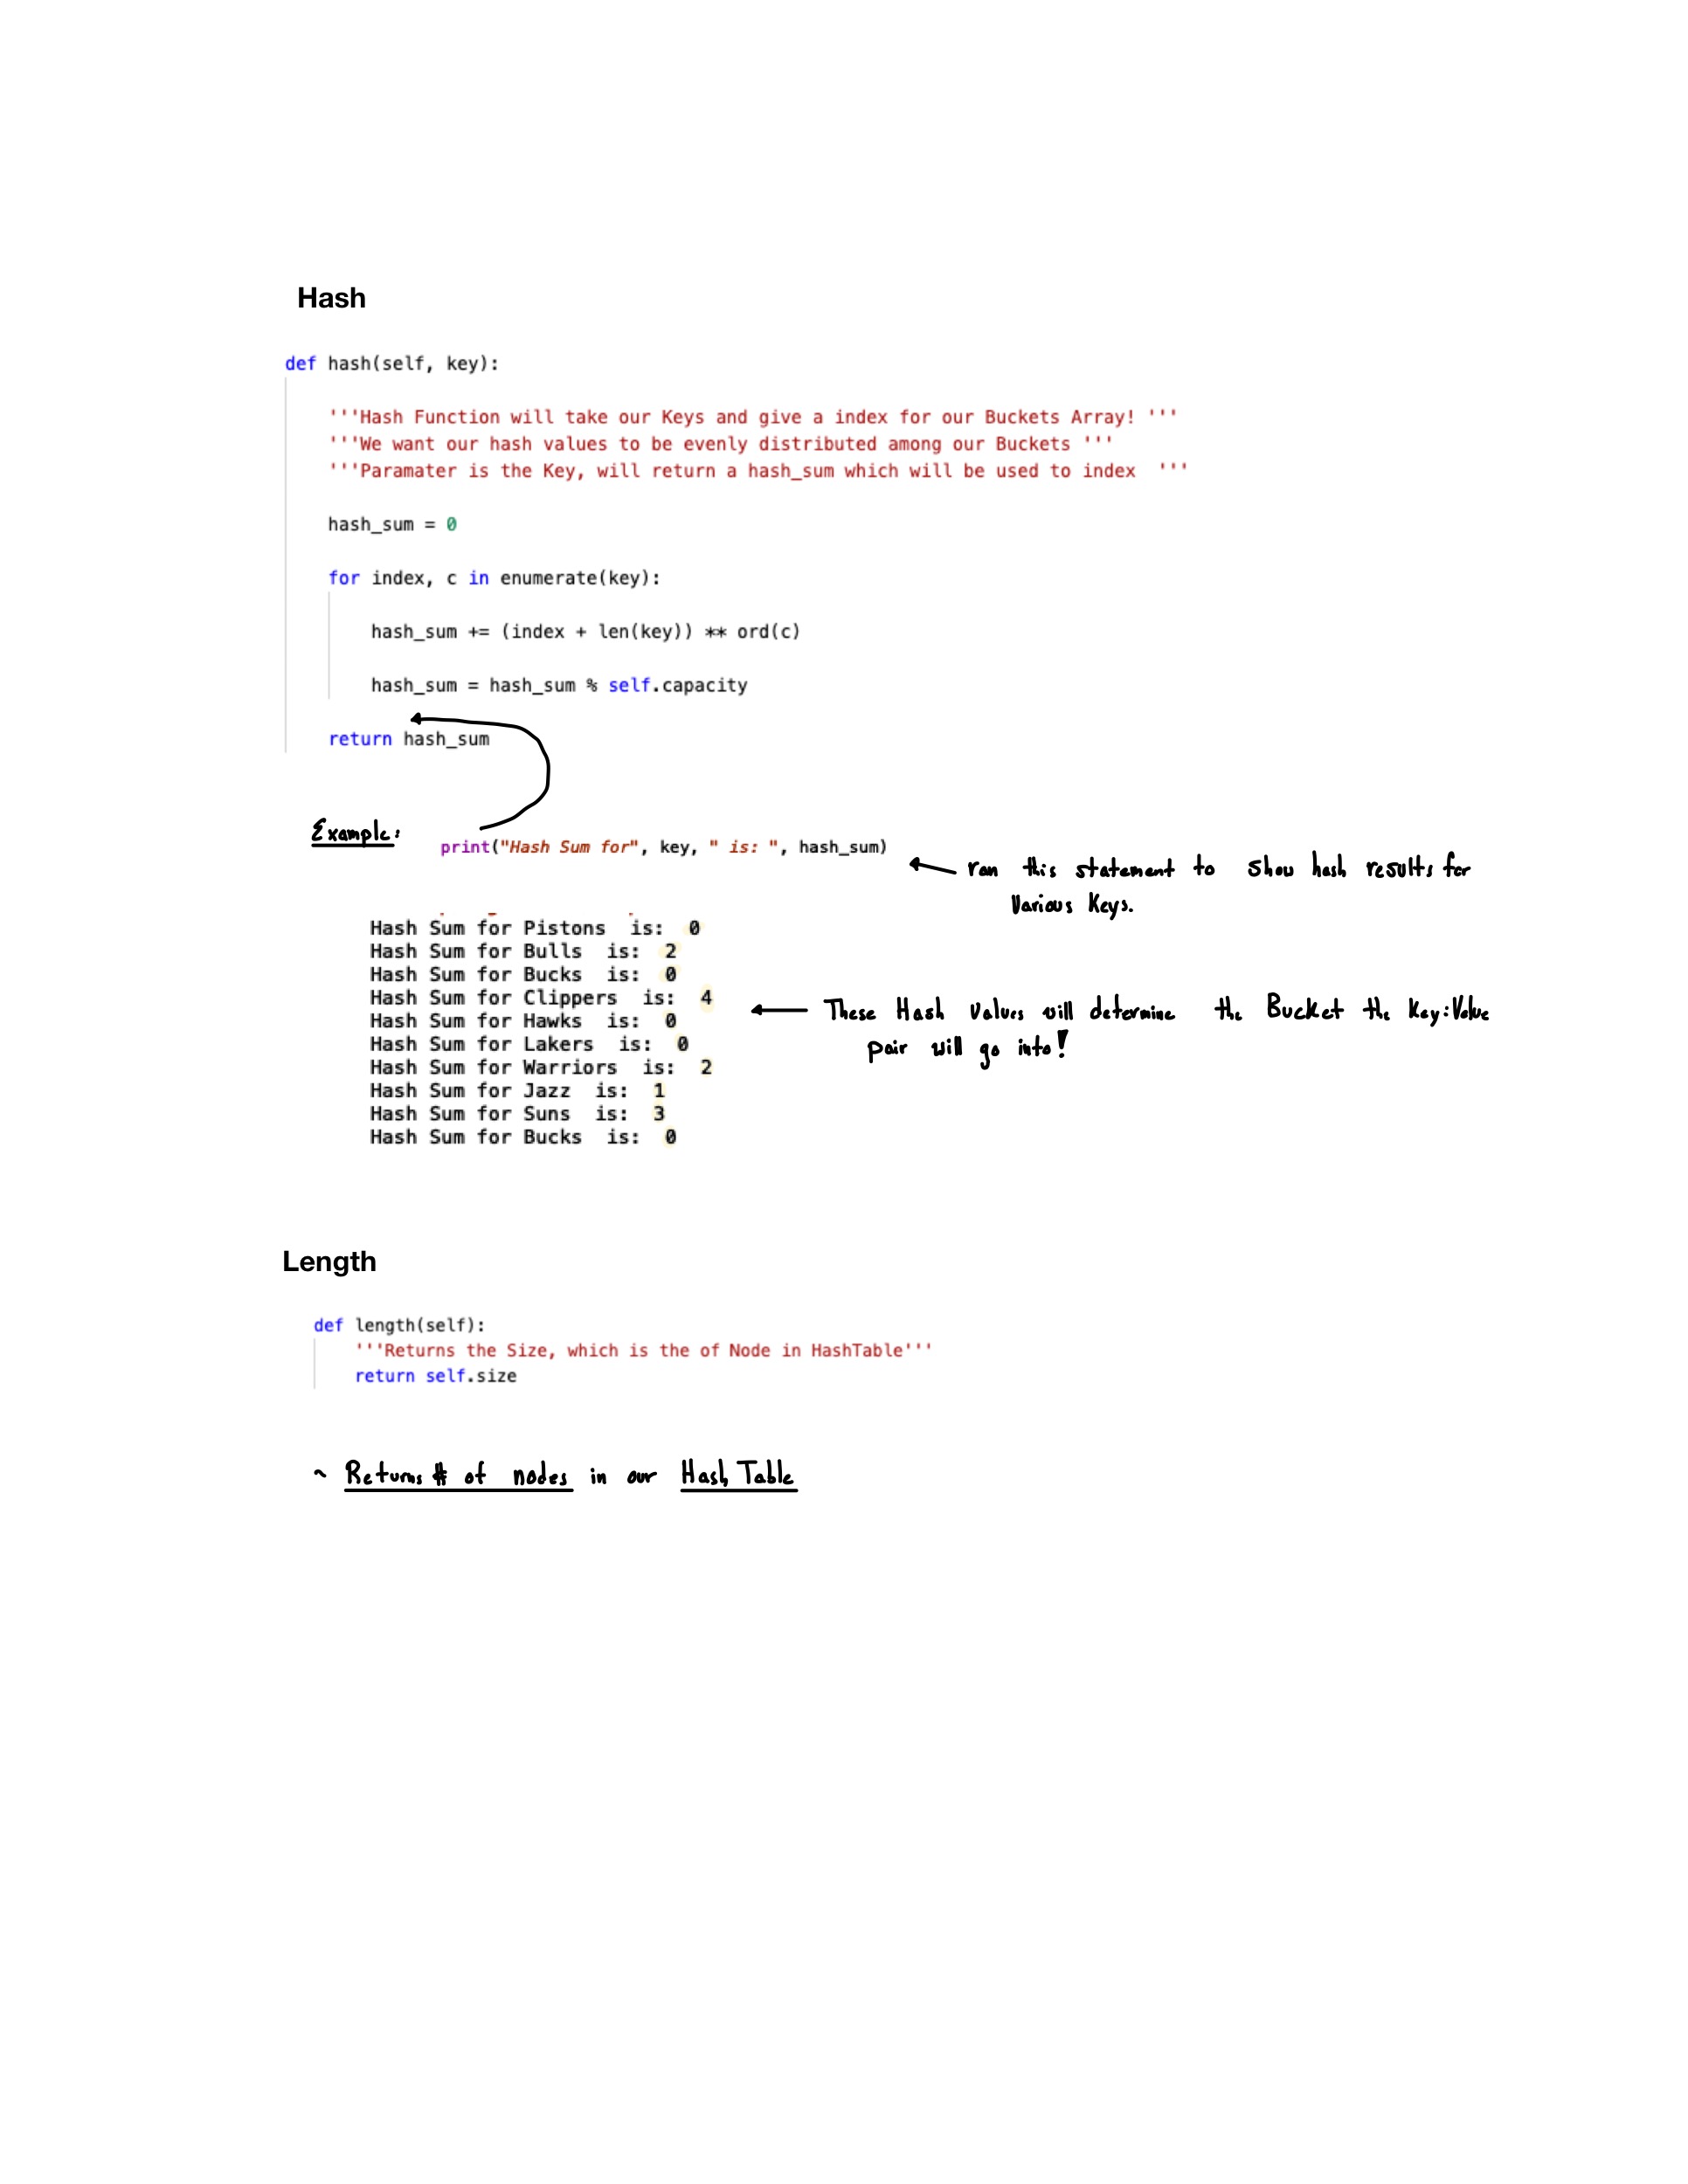 Hash
def hash(self, key):
'''Hash Function will take our Keys and give a index for our Buckets Array! '''
'''We want our hash values to be evenly distributed among our Buckets '''
'''Paramater is the Key, will return a hash_sum which will be used to index  '''
hash_sum = 0
for index, c in enumerate(key):
hash_sum += (index + len(key)) ** ord(c)
hash_sum = hash_sum % self.capacity
return hash_sum
Example:
print("Hash Sum for", key, " is: ", hash_sum)
ran this statement to show hash results for
Various Keys.
Hash Sum for Pistons  is:  0
Hash Sum for Bulls  is:  2
Hash Sum for Bucks  is:  0
Hash Sum for Clippers  is:  4
Hash Sum for Hawks  is:  0
Hash Sum for Lakers  is:  0
Hash Sum for Warriors  is:  2
Hash Sum for Jazz  is:  1
Hash Sum for Suns  is:  3
Hash Sum for Bucks  is:  0
These Hash Values will determine the Bucket the Key:Value
pair will go into!
Length
def length(self):
'''Returns the Size, which is the of Node in HashTable'''
return self.size
~ Returns # of nodes in our Hash Table